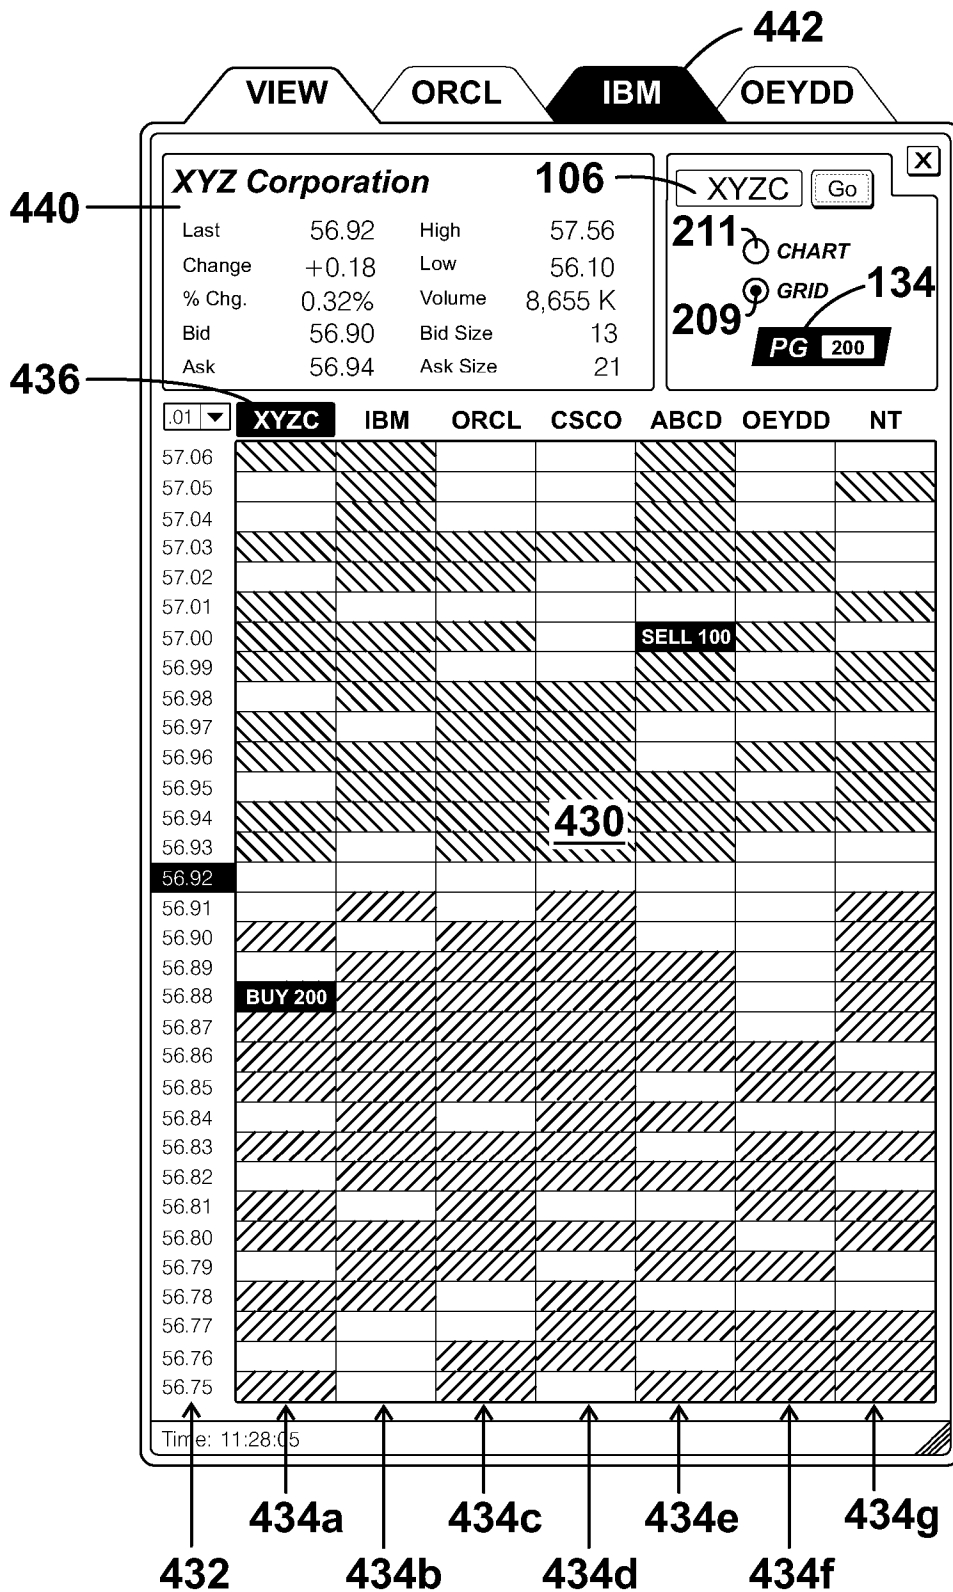 442
VIEW ORCL IBM OEYDD
X
XYZ Corporation
106
XYZC Go
440
Last 56.92 High 57.56
Change +0.18 Low 56.10
% Chg. 0.32% Volume 8,655 K
Bid 56.90 Bid Size 13
Ask 56.94 Ask Size 21
211
CHART
GRID
134
209
PG 200
436
.01 XYZC IBM ORCL CSCO ABCD OEYDD NT
57.06
57.05
57.04
57.03
57.02
57.01
57.00 SELL 100
56.99
56.98
56.97
56.96
56.95
56.94 430
56.93
56.92
56.91
56.90
56.89
56.88 BUY 200
56.87
56.86
56.85
56.84
56.83
56.82
56.81
56.80
56.79
56.78
56.77
56.76
56.75
Time: 11:28:05
434a 434c 434e 434g
432 434b 434d 434f